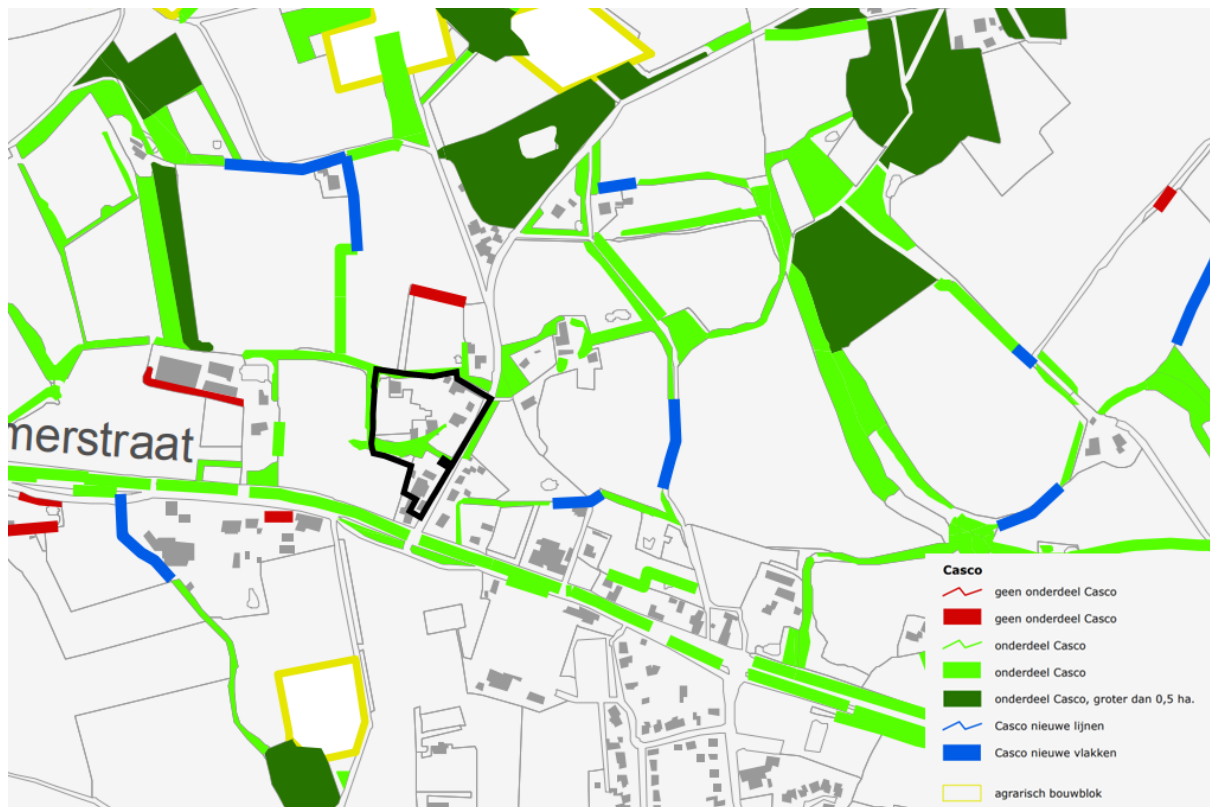 merstraat
Casco
geen onderdeel Casco
geen onderdeel Casco
onderdeel Casco
onderdeel Casco
onderdeel Casco, groter dan 0,5 ha.
Casco nieuwe lijnen
Casco nieuwe vlakken
agrarisch bouwblok